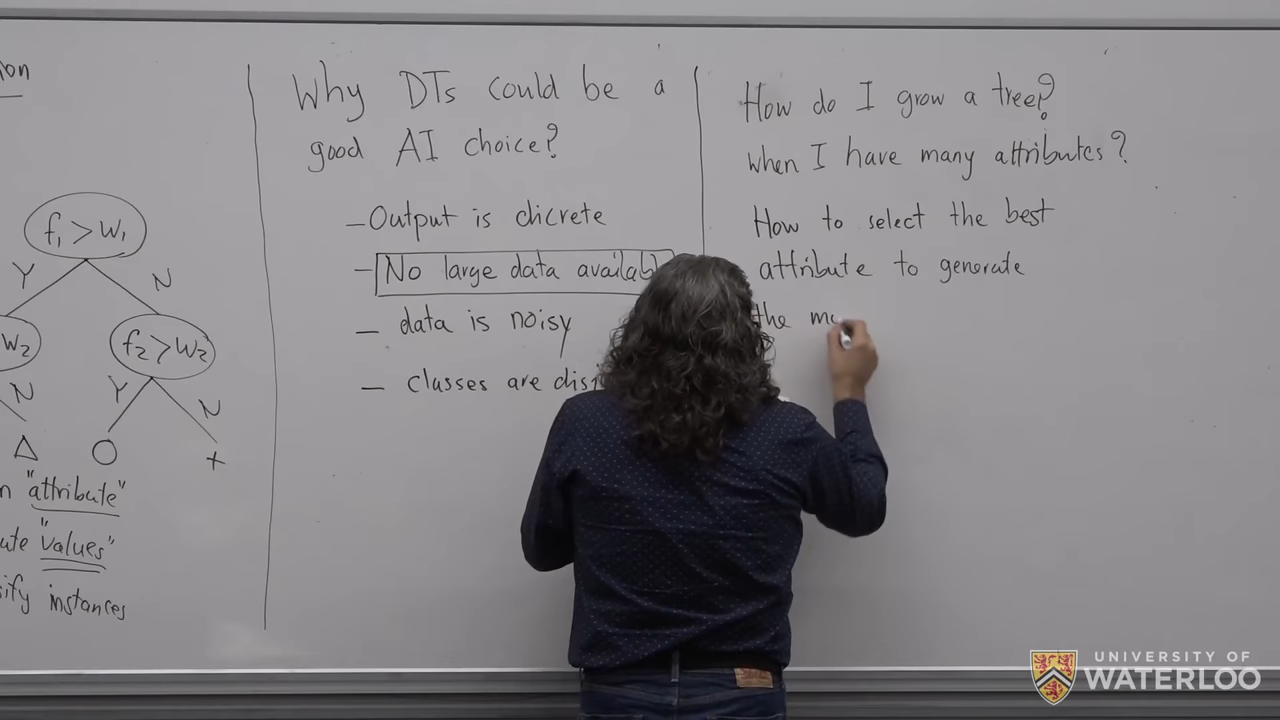 f₁ > W₁
Y
N
W₂
f₂ > W₂
N
Y
N
"attribute"
"values"
instances
Why DTs could be a
good AI choice?
– Output is dicrete
– No large data availabl
– data is noisy
– classes are
How do I grow a tree?
when I have many attributes?
How to select the best
attribute to generate
the
UNIVERSITY OF
WATERLOO